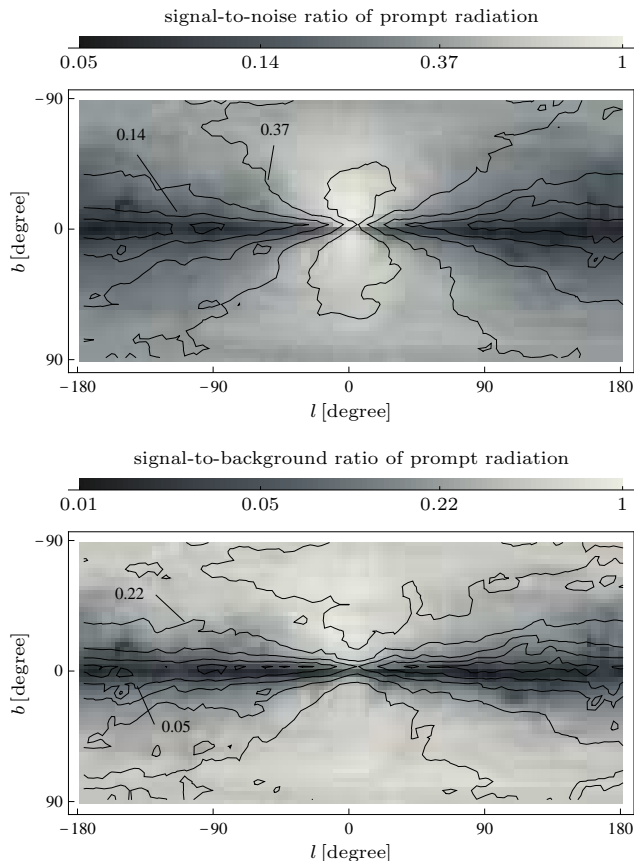 signal-to-noise ratio of prompt radiation
0.05 0.14 0.37 1
-90
0.14
0.37
0
b [degree]
90
-180 -90 0 90 180
l [degree]
signal-to-background ratio of prompt radiation
0.01 0.05 0.22 1
-90
0.22
0
b [degree]
0.05
90
-180 -90 0 90 180
l [degree]